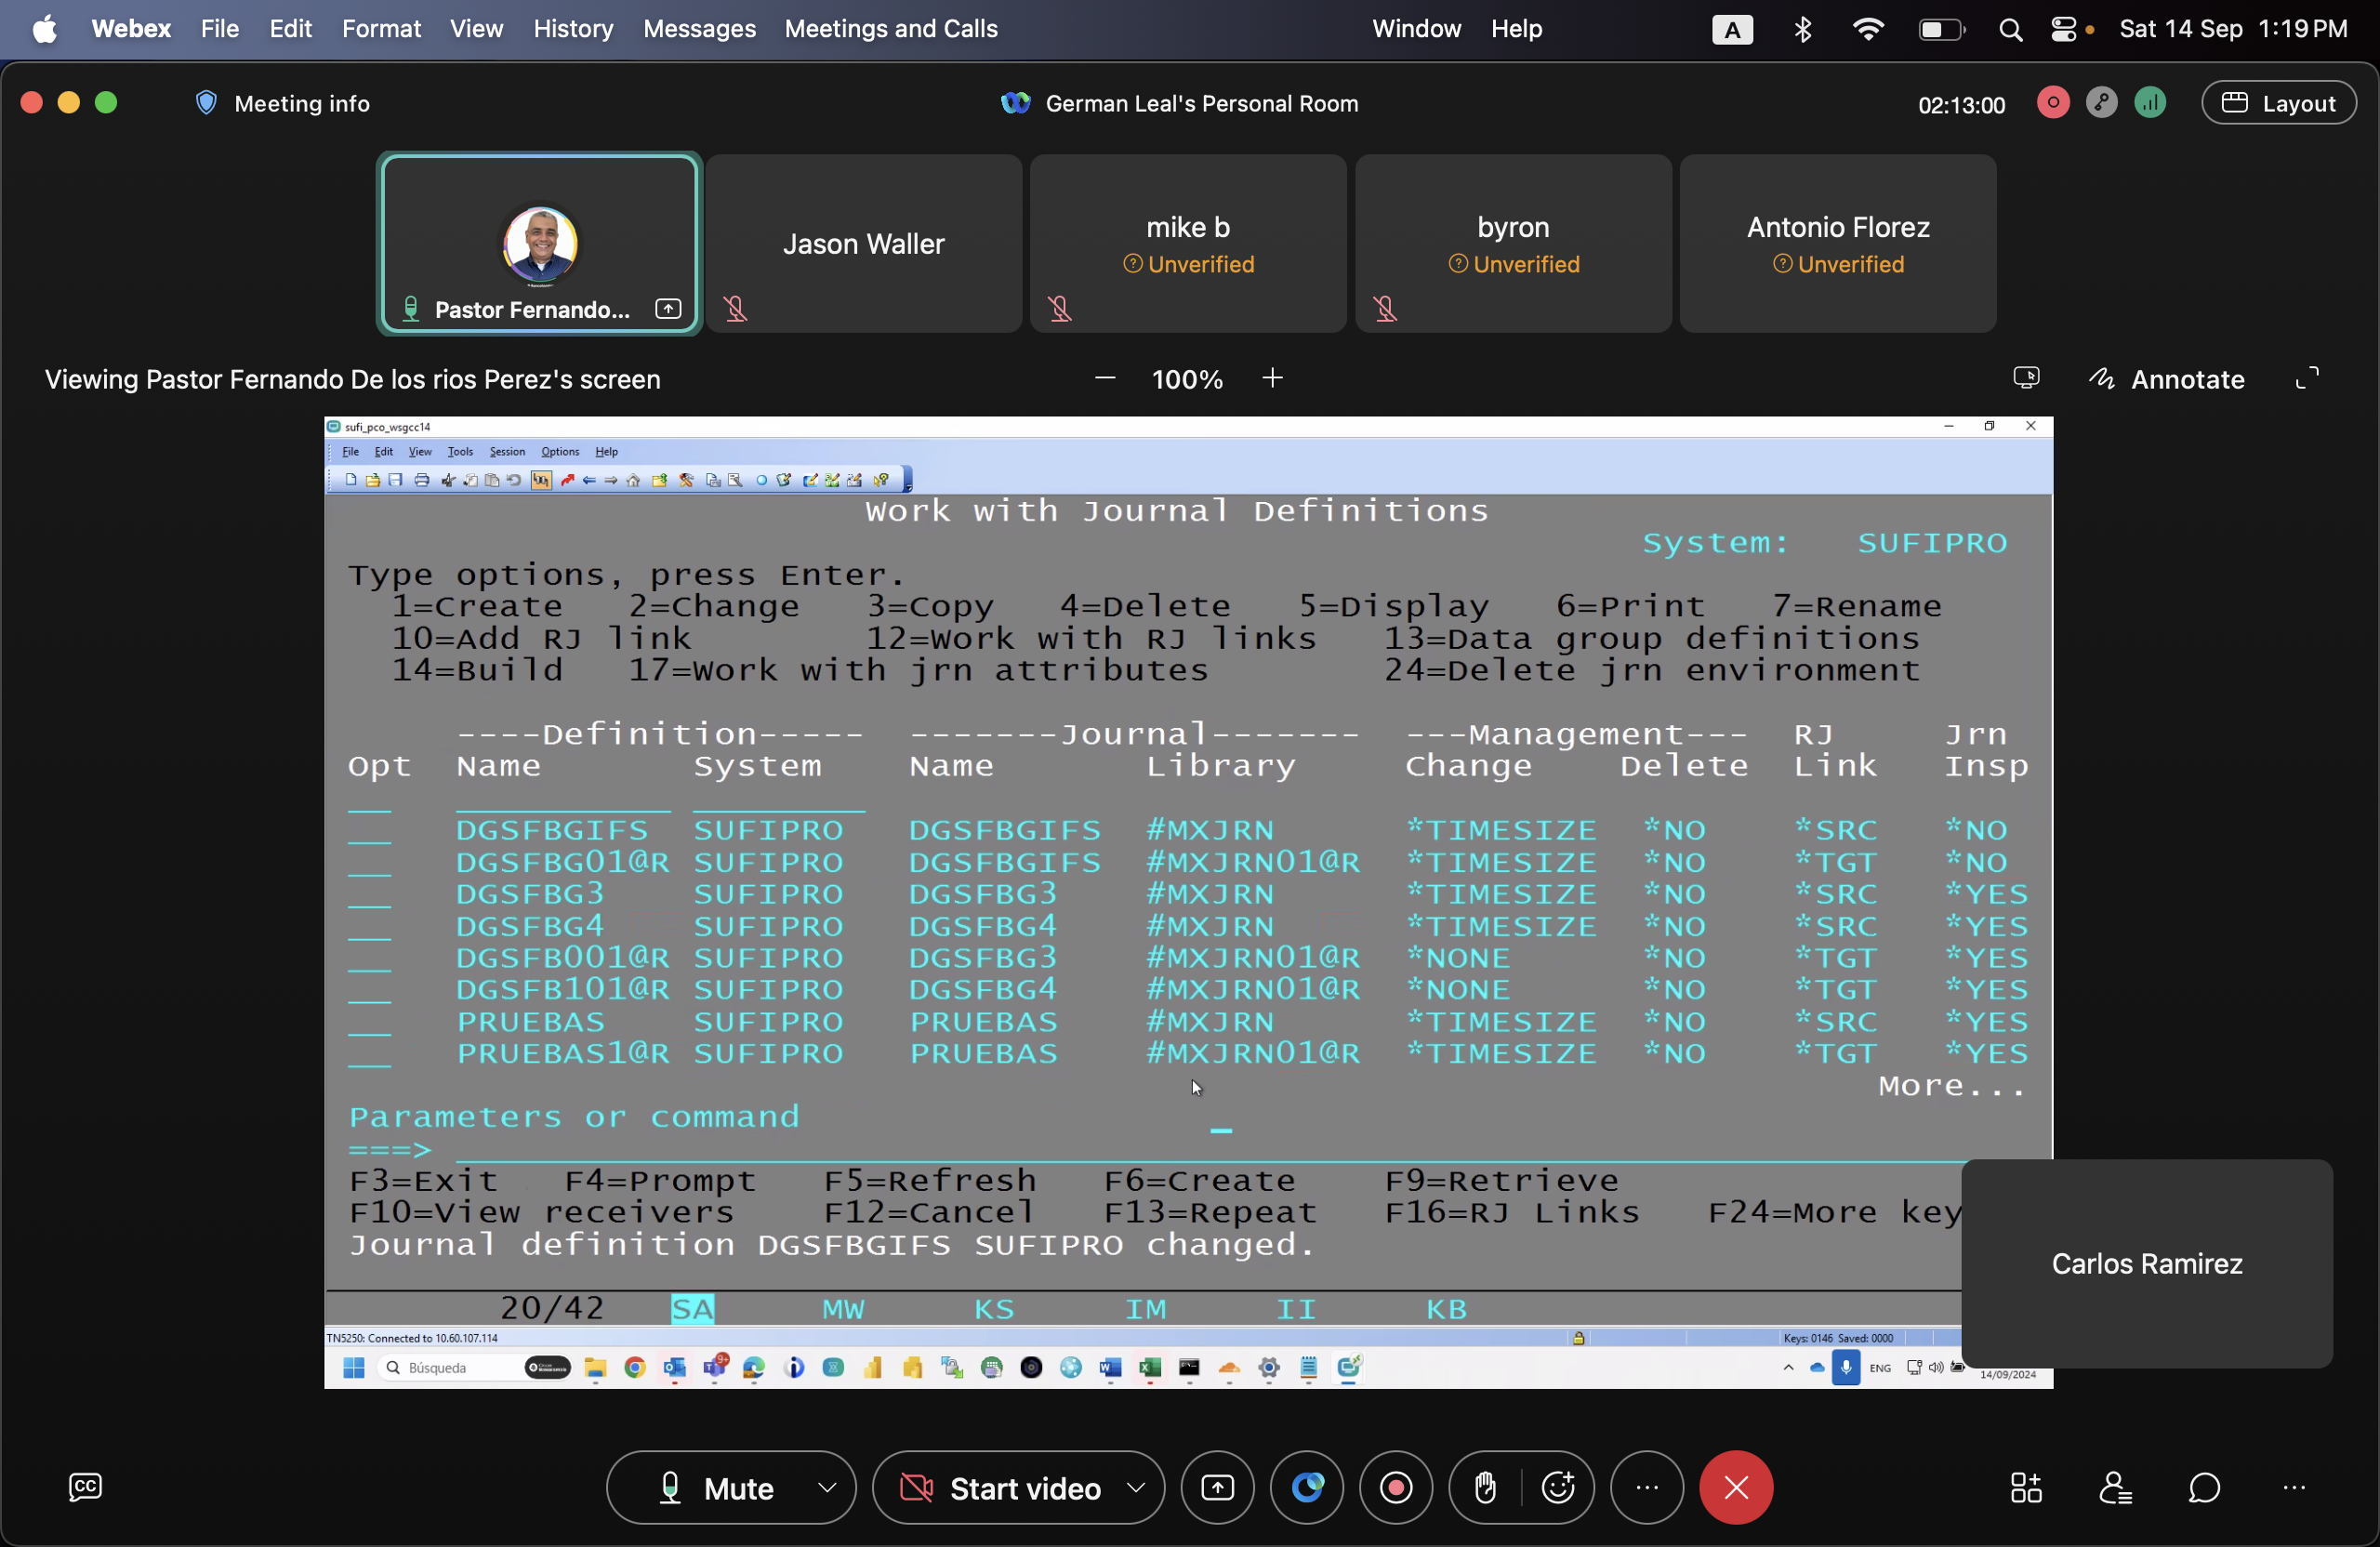 Webex File Edit Format View History Messages Meetings and Calls Window Help A Sat 14 Sep 1:19 PM
Meeting info German Leal's Personal Room 02:13:00 Layout
Pastor Fernando... Jason Waller mike b Unverified byron Unverified Antonio Florez Unverified
Viewing Pastor Fernando De los rios Perez's screen 100% Annotate
sufi_pco_wsgcc14
File Edit View Tools Session Options Help
Work with Journal Definitions
System: SUFIPRO
Type options, press Enter.
1=Create 2=Change 3=Copy 4=Delete 5=Display 6=Print 7=Rename
10=Add RJ link 12=Work with RJ links 13=Data group definitions
14=Build 17=Work with jrn attributes 24=Delete jrn environment
----Definition----- -------Journal------- ---Management--- RJ Jrn
Opt Name System Name Library Change Delete Link Insp
DGSFBGIFS SUFIPRO DGSFBGIFS #MXJRN *TIMESIZE *NO *SRC *NO
DGSFBG01@R SUFIPRO DGSFBGIFS #MXJRN01@R *TIMESIZE *NO *TGT *NO
DGSFBG3 SUFIPRO DGSFBG3 #MXJRN *TIMESIZE *NO *SRC *YES
DGSFBG4 SUFIPRO DGSFBG4 #MXJRN *TIMESIZE *NO *SRC *YES
DGSFB001@R SUFIPRO DGSFBG3 #MXJRN01@R *NONE *NO *TGT *YES
DGSFB101@R SUFIPRO DGSFBG4 #MXJRN01@R *NONE *NO *TGT *YES
PRUEBAS SUFIPRO PRUEBAS #MXJRN *TIMESIZE *NO *SRC *YES
PRUEBAS1@R SUFIPRO PRUEBAS #MXJRN01@R *TIMESIZE *NO *TGT *YES
More...
Parameters or command
===>
F3=Exit F4=Prompt F5=Refresh F6=Create F9=Retrieve
F10=View receivers F12=Cancel F13=Repeat F16=RJ Links F24=More key
Journal definition DGSFBGIFS SUFIPRO changed.
Carlos Ramirez
20/42 SA MW KS IM II KB
TN5250: Connected to 10.60.107.114 Keys: 0146 Saved: 0000
Búsqueda 9+ ENG
14/09/2024
CC Mute Start video